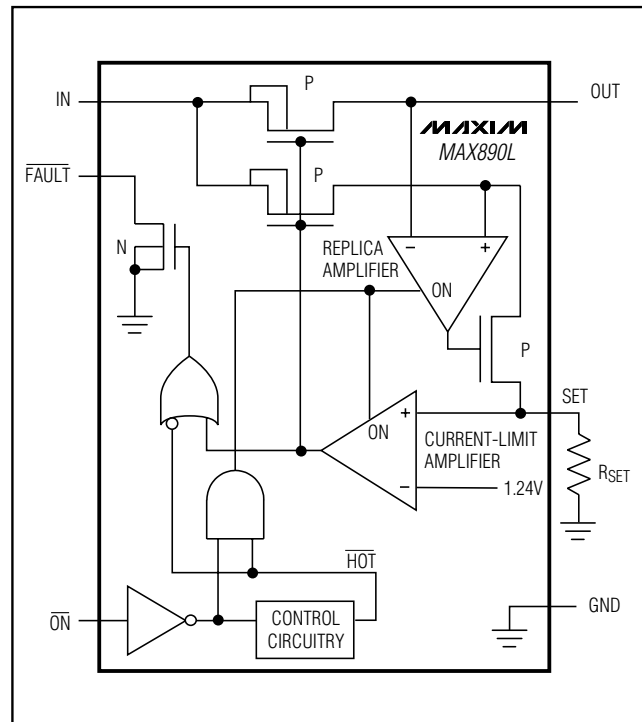 P
IN
OUT
MAXIM
MAX890L
FAULT
P
N
REPLICA
AMPLIFIER
− +
ON
P
SET
+
ON
CURRENT-LIMIT
AMPLIFIER
− 1.24V
RSET
HOT
ON
CONTROL
CIRCUITRY
GND